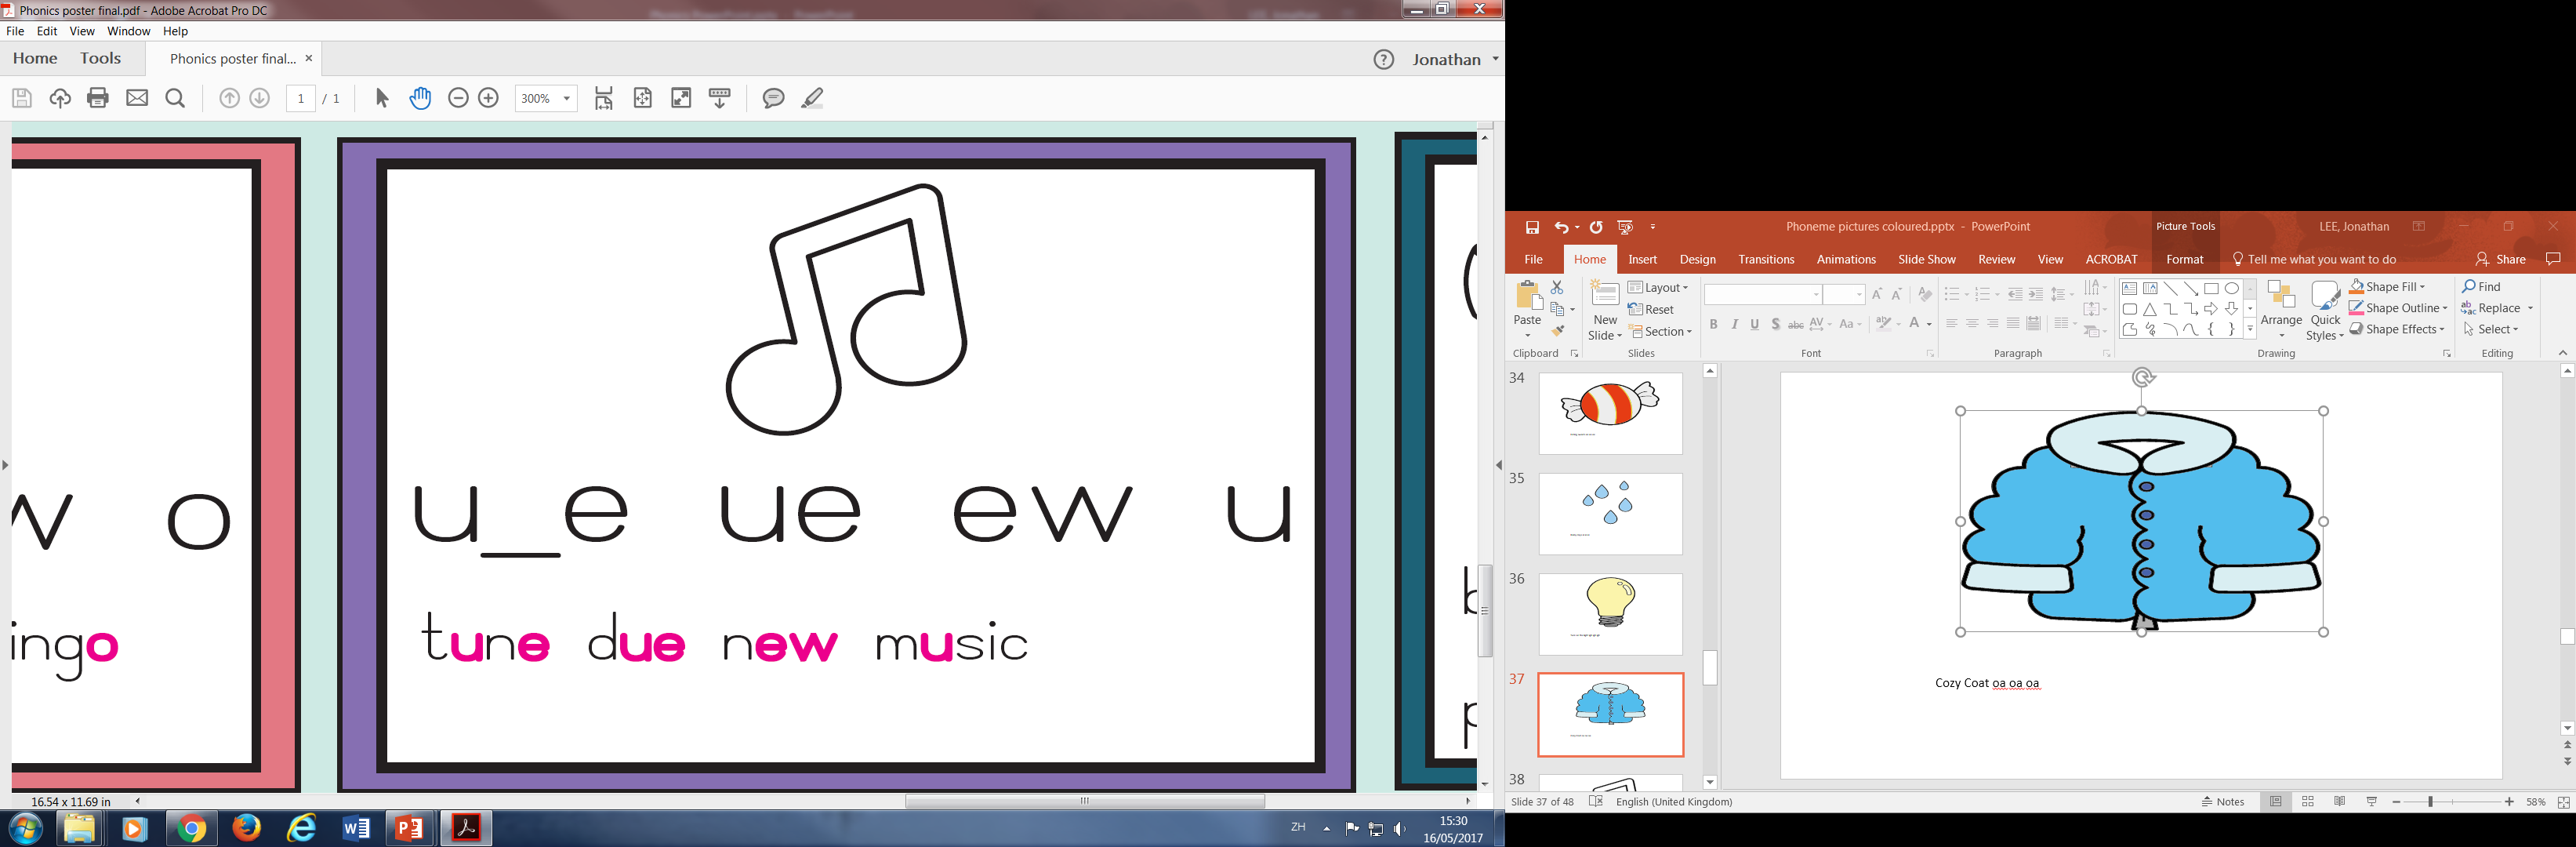 Phonics poster final.pdf - Adobe Acrobat Pro DC
File Edit View Window Help
Home Tools Phonics poster final... × Jonathan
1 / 1 300%
w o
ingo
u_e ue ew u
tune due new music
16.54 x 11.69 in
ZH
15:30
16/05/2017
Phoneme pictures coloured.pptx - PowerPoint
Picture Tools
LEE, Jonathan
File Home Insert Design Transitions Animations Slide Show Review View ACROBAT Format Tell me what you want to do Share
Paste
New Slide
Layout
Reset
Section
Arrange
Quick Styles
Shape Fill
Shape Outline
Shape Effects
Find
Replace
Select
Clipboard Slides Font Paragraph Drawing Editing
34
35
36
37
38
Cozy Coat oa oa oa
Slide 37 of 48 English (United Kingdom) Notes 58%